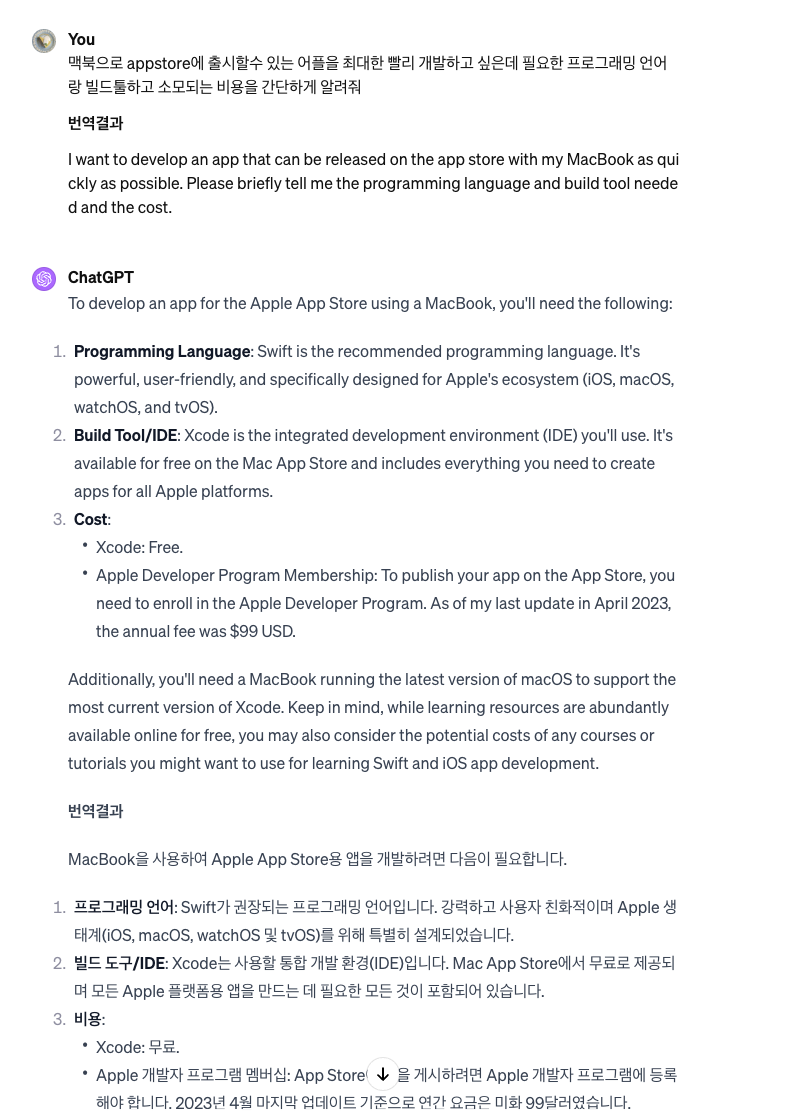 You
맥북으로 appstore에 출시할수 있는 어플을 최대한 빨리 개발하고 싶은데 필요한 프로그래밍 언어
랑 빌드툴하고 소모되는 비용을 간단하게 알려줘
번역결과
I want to develop an app that can be released on the app store with my MacBook as qui
ckly as possible. Please briefly tell me the programming language and build tool neede
d and the cost.
ChatGPT
To develop an app for the Apple App Store using a MacBook, you'll need the following:
1. Programming Language: Swift is the recommended programming language. It's
powerful, user-friendly, and specifically designed for Apple's ecosystem (iOS, macOS,
watchOS, and tvOS).
2. Build Tool/IDE: Xcode is the integrated development environment (IDE) you'll use. It's
available for free on the Mac App Store and includes everything you need to create
apps for all Apple platforms.
3. Cost:
• Xcode: Free.
• Apple Developer Program Membership: To publish your app on the App Store, you
need to enroll in the Apple Developer Program. As of my last update in April 2023,
the annual fee was $99 USD.
Additionally, you'll need a MacBook running the latest version of macOS to support the
most current version of Xcode. Keep in mind, while learning resources are abundantly
available online for free, you may also consider the potential costs of any courses or
tutorials you might want to use for learning Swift and iOS app development.
번역결과
MacBook을 사용하여 Apple App Store용 앱을 개발하려면 다음이 필요합니다.
1. 프로그래밍 언어: Swift가 권장되는 프로그래밍 언어입니다. 강력하고 사용자 친화적이며 Apple 생
태계(iOS, macOS, watchOS 및 tvOS)를 위해 특별히 설계되었습니다.
2. 빌드 도구/IDE: Xcode는 사용할 통합 개발 환경(IDE)입니다. Mac App Store에서 무료로 제공되
며 모든 Apple 플랫폼용 앱을 만드는 데 필요한 모든 것이 포함되어 있습니다.
3. 비용:
• Xcode: 무료.
• Apple 개발자 프로그램 멤버십: App Store 을 게시하려면 Apple 개발자 프로그램에 등록
해야 합니다. 2023년 4월 마지막 업데이트 기준으로 연간 요금은 미화 99달러였습니다.